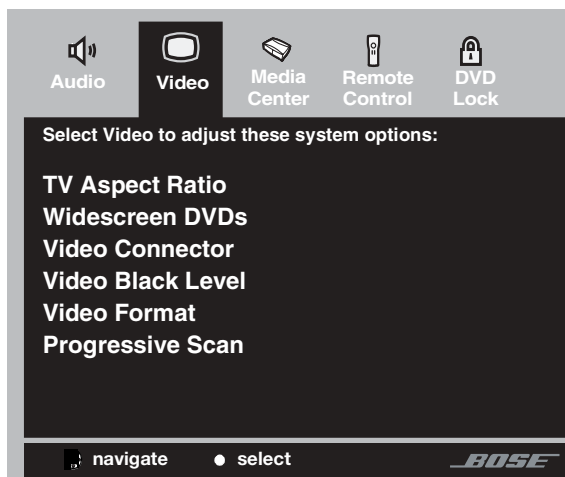 Audio
Video
Media
Center
Remote
Control
DVD
Lock
Select Video to adjust these system options:
TV Aspect Ratio
Widescreen DVDs
Video Connector
Video Black Level
Video Format
Progressive Scan
navigate
select
BOSE